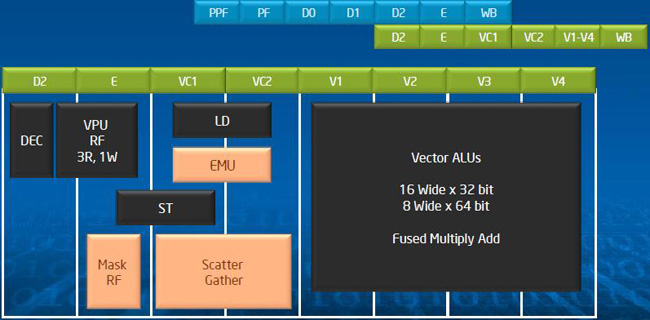 PPF PF D0 D1 D2 E WB
D2 E VC1 VC2 V1-V4 WB
D2 E VC1 VC2 V1 V2 V3 V4
DEC
VPU
RF
3R, 1W
LD
EMU
ST
Mask
RF
Scatter
Gather
Vector ALUs
16 Wide x 32 bit
8 Wide x 64 bit
Fused Multiply Add